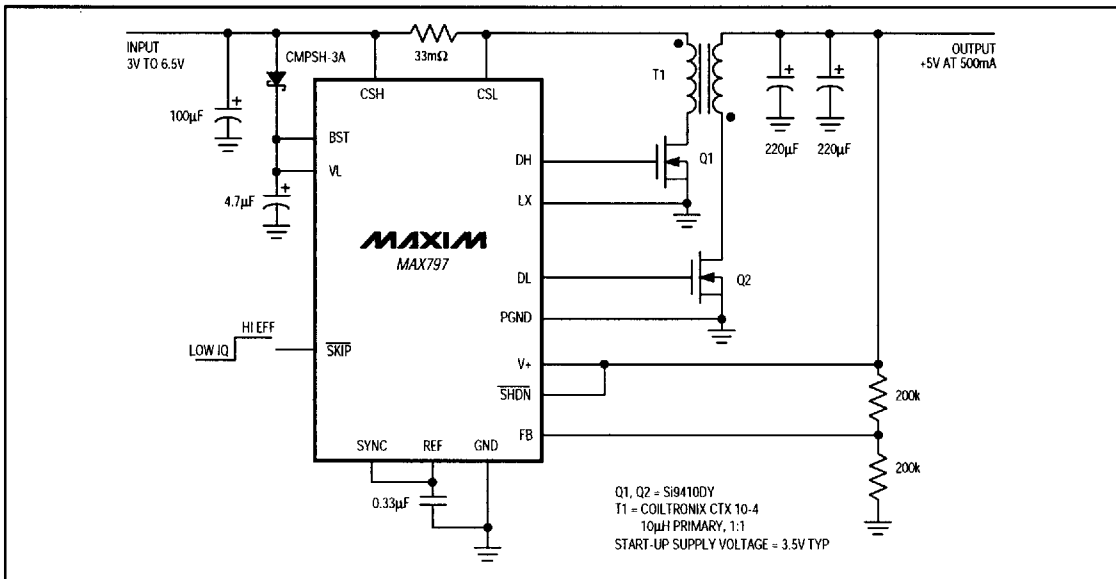 INPUT
3V TO 6.5V
CMPSH-3A
33mΩ
T1
OUTPUT
+5V AT 500mA
+
100µF
CSH
CSL
+
220µF
+
220µF
BST
VL
+
4.7µF
DH
Q1
LX
MAXIM
MAX797
DL
Q2
PGND
HI EFF
LOW IQ
SKIP
V+
SHDN
200k
FB
SYNC
REF
GND
200k
0.33µF
Q1, Q2 = Si9410DY
T1 = COILTRONIX CTX 10-4
10µH PRIMARY, 1:1
START-UP SUPPLY VOLTAGE = 3.5V TYP